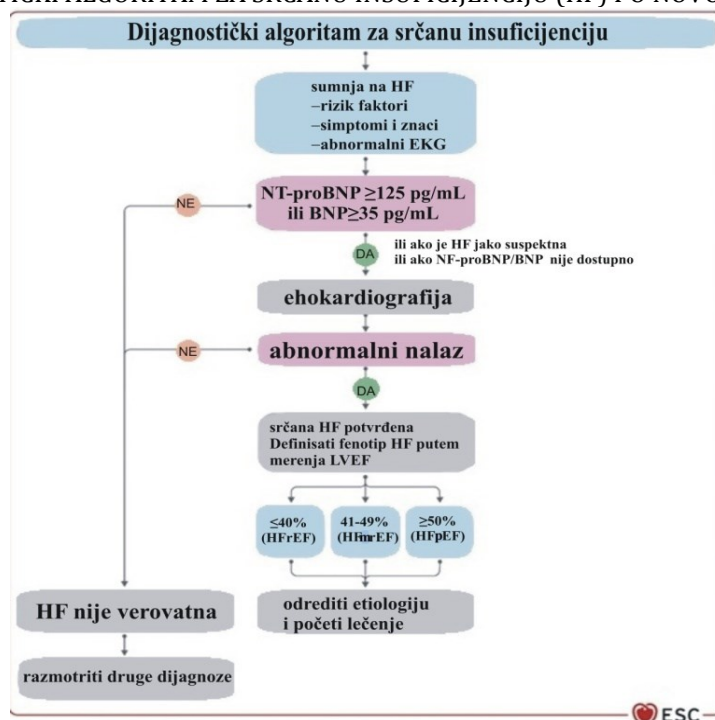 Dijagnostički algoritam za srčanu insuficijenciju
sumnja na HF
–rizik faktori
–simptomi i znaci
–abnormalni EKG
NT-proBNP ≥125 pg/mL
ili BNP≥35 pg/mL
NE
DA
ili ako je HF jako suspektna
ili ako NF-proBNP/BNP nije dostupno
ehokardiografija
abnormalni nalaz
NE
DA
srčana HF potvrđena
Definisati fenotip HF putem
merenja LVEF
≤40%
(HFrEF)
41-49%
(HFmrEF)
≥50%
(HFpEF)
HF nije verovatna
odrediti etiologiju
i početi lečenje
razmotriti druge dijagnoze
ESC